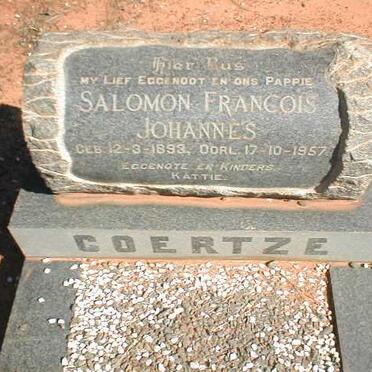 Hier Rus
MY LIEF EGGENOOT EN ONS PAPPIE
SALOMON FRANCOIS
JOHANNES
GEB. 12-3-1893. OORL. 17-10-1957
EGGENOTE EN KINDERS
KATTIE.
COERTZE